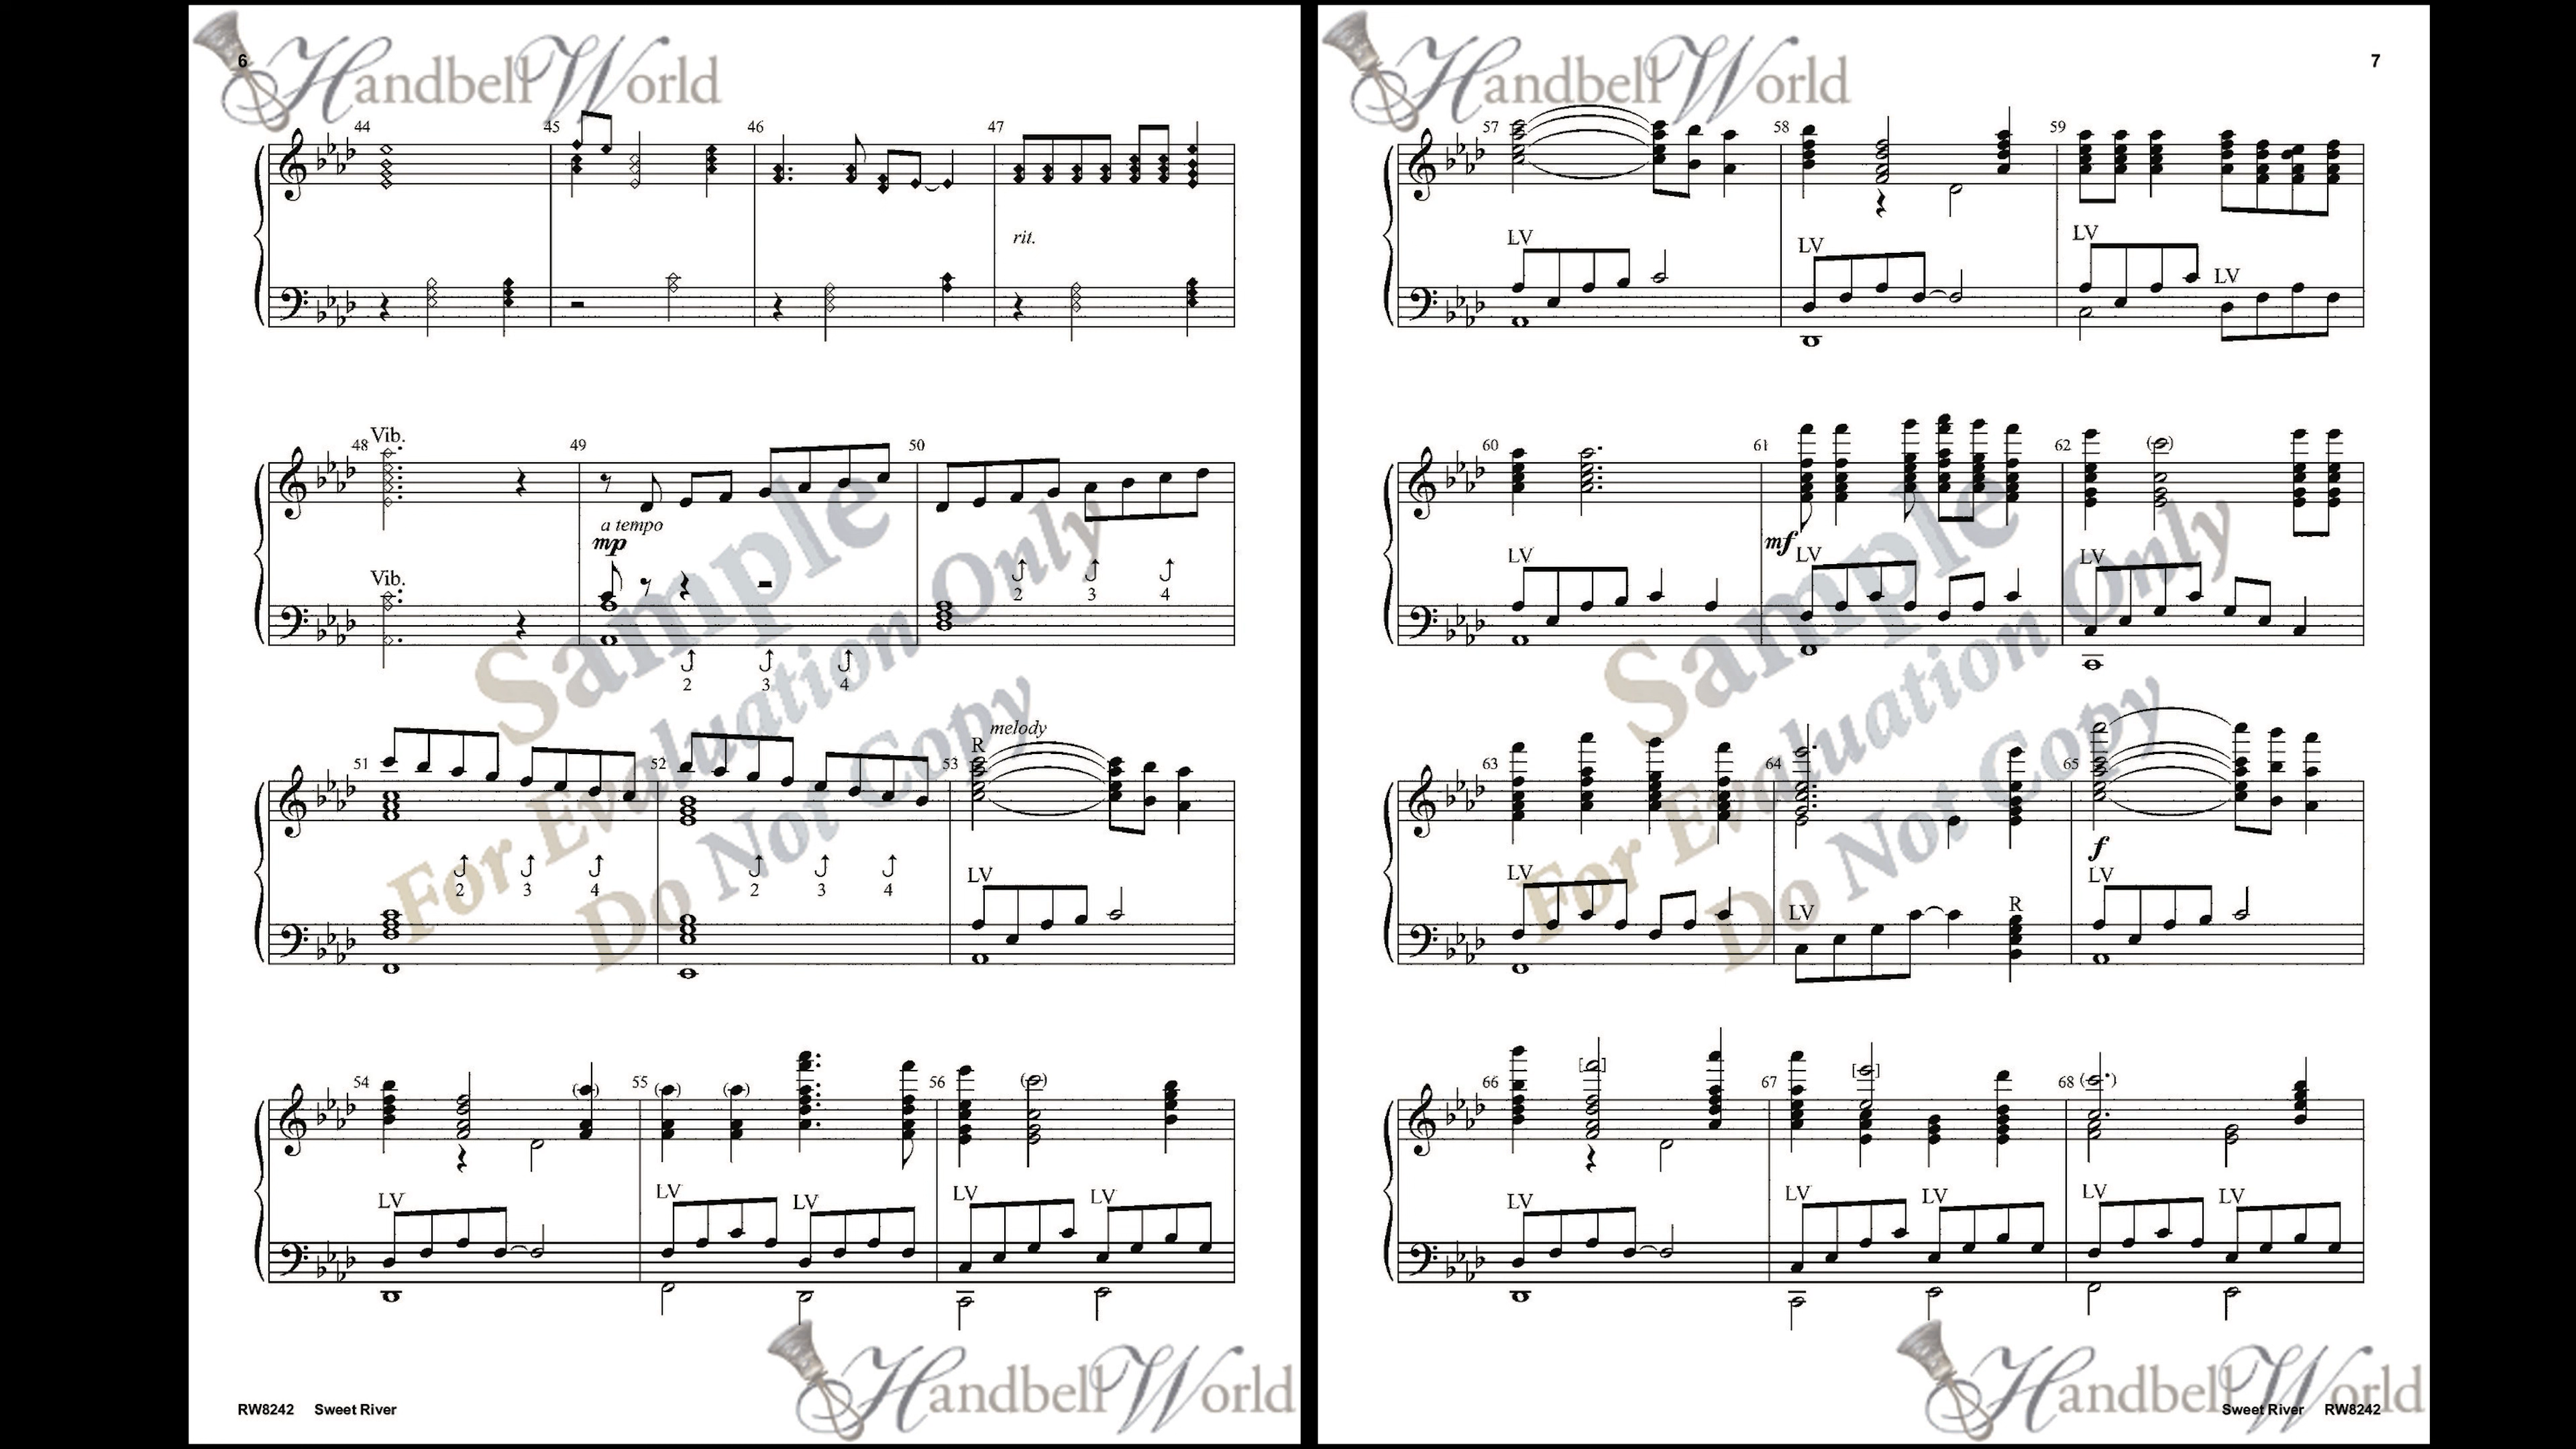 6
Handbell World
44 45 46 47
rit.
48 Vib. 49 50
a tempo
mp
Vib.
2 3 4
2 3 4
melody
51 52 53 R
2 3 4 2 3 4 LV
54 55 56
LV LV LV LV LV
Sample
For Evaluation Only
Do Not Copy
Handbell World
RW8242 Sweet River
Handbell World
7
57 58 59
LV LV LV LV
60 61 62
mf
LV LV LV
63 64 65
f
LV LV R LV
66 67 68
LV LV LV LV LV
Sample
For Evaluation Only
Do Not Copy
Handbell World
Sweet River RW8242